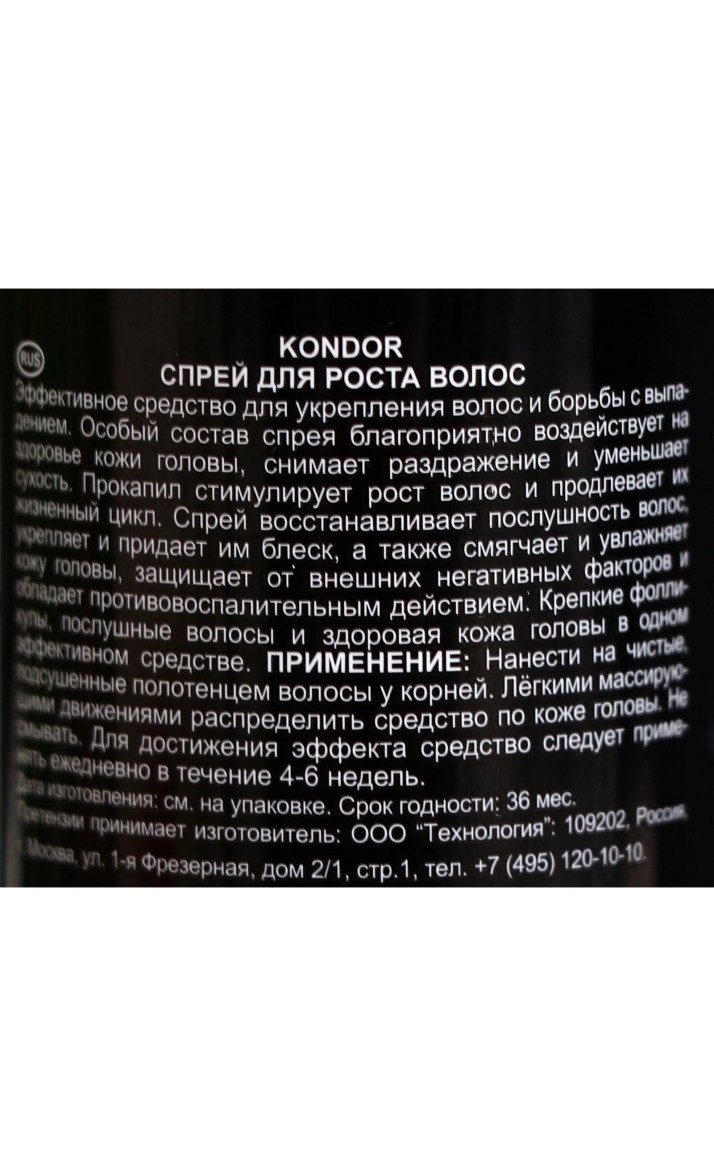 RUS
KONDOR
СПРЕЙ ДЛЯ РОСТА ВОЛОС
Эффективное средство для укрепления волос и борьбы с выпа-
дением. Особый состав спрея благоприятно воздействует на
здоровье кожи головы, снимает раздражение и уменьшает
сухость. Прокапил стимулирует рост волос и продлевает их
жизненный цикл. Спрей восстанавливает послушность волос,
укрепляет и придает им блеск, а также смягчает и увлажняет
кожу головы, защищает от внешних негативных факторов и
обладает противовоспалительным действием. Крепкие фолли-
кулы, послушные волосы и здоровая кожа головы в одном
эффективном средстве. ПРИМЕНЕНИЕ: Нанести на чистые,
подсушенные полотенцем волосы у корней. Лёгкими массирую-
щими движениями распределить средство по коже головы. Не
смывать. Для достижения эффекта средство следует приме-
нять ежедневно в течение 4-6 недель.
Дата изготовления: см. на упаковке. Срок годности: 36 мес.
Претензии принимает изготовитель: ООО "Технология": 109202, Россия,
г. Москва, ул. 1-я Фрезерная, дом 2/1, стр.1, тел. +7 (495) 120-10-10.